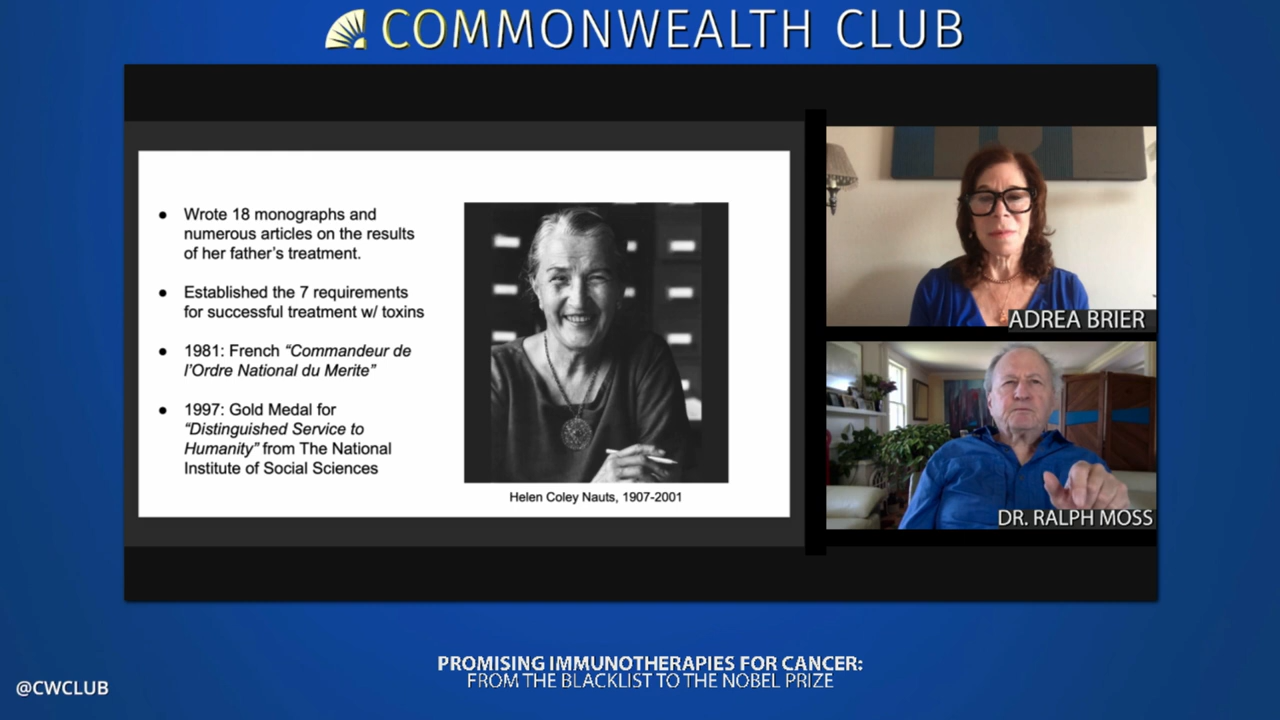 COMMONWEALTH CLUB
● Wrote 18 monographs and
numerous articles on the results
of her father's treatment.
● Established the 7 requirements
for successful treatment w/ toxins
● 1981: French “Commandeur de
l'Ordre National du Merite”
● 1997: Gold Medal for
“Distinguished Service to
Humanity” from The National
Institute of Social Sciences
Helen Coley Nauts, 1907-2001
ADREA BRIER
DR. RALPH MOSS
PROMISING IMMUNOTHERAPIES FOR CANCER:
FROM THE BLACKLIST TO THE NOBEL PRIZE
@CWCLUB